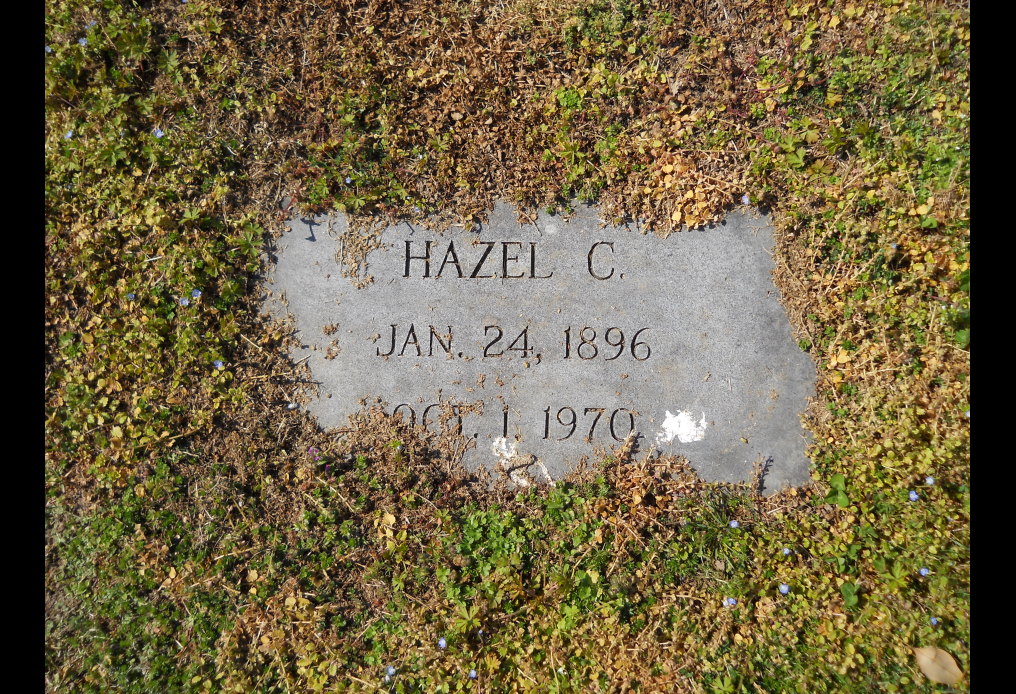 HAZEL C.
JAN. 24, 1896
OCT. 1, 1970